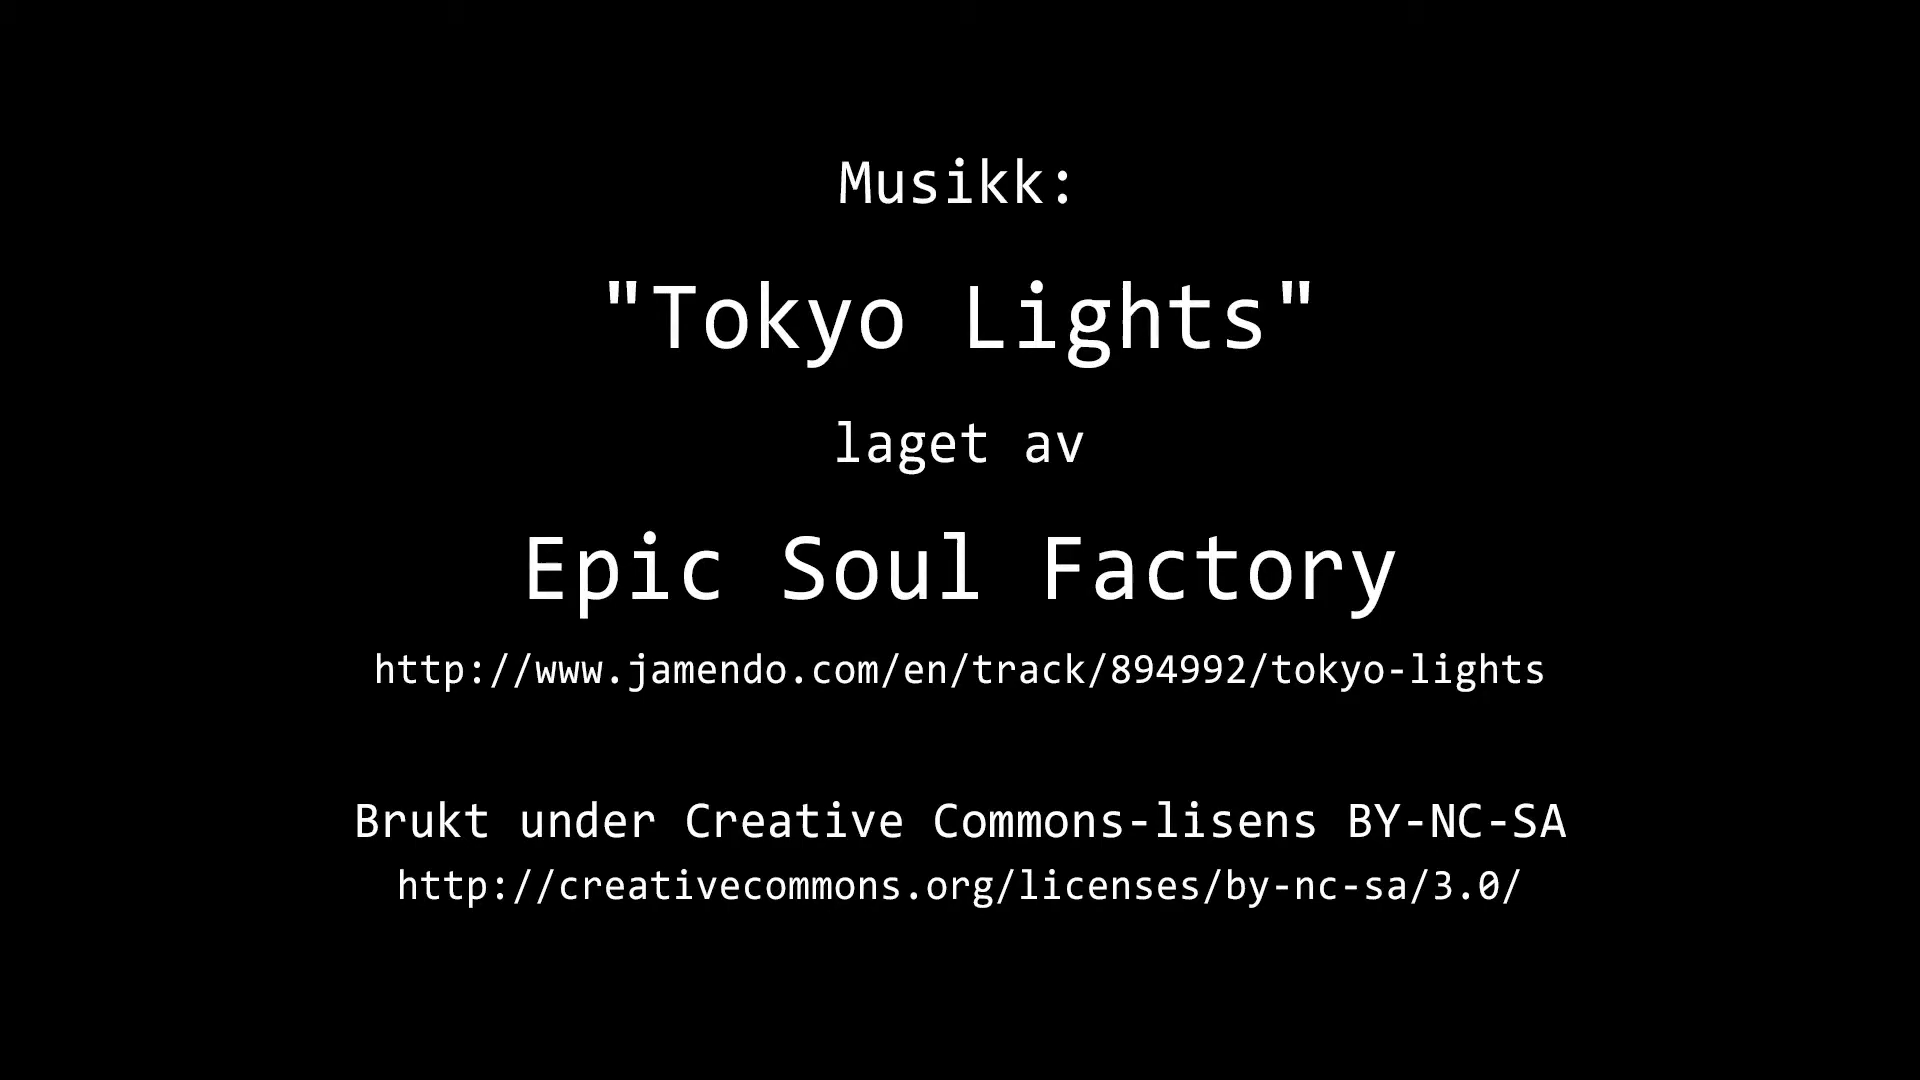 Musikk:
"Tokyo Lights"
laget av
Epic Soul Factory
http://www.jamendo.com/en/track/894992/tokyo-lights
Brukt under Creative Commons-lisens BY-NC-SA
http://creativecommons.org/licenses/by-nc-sa/3.0/